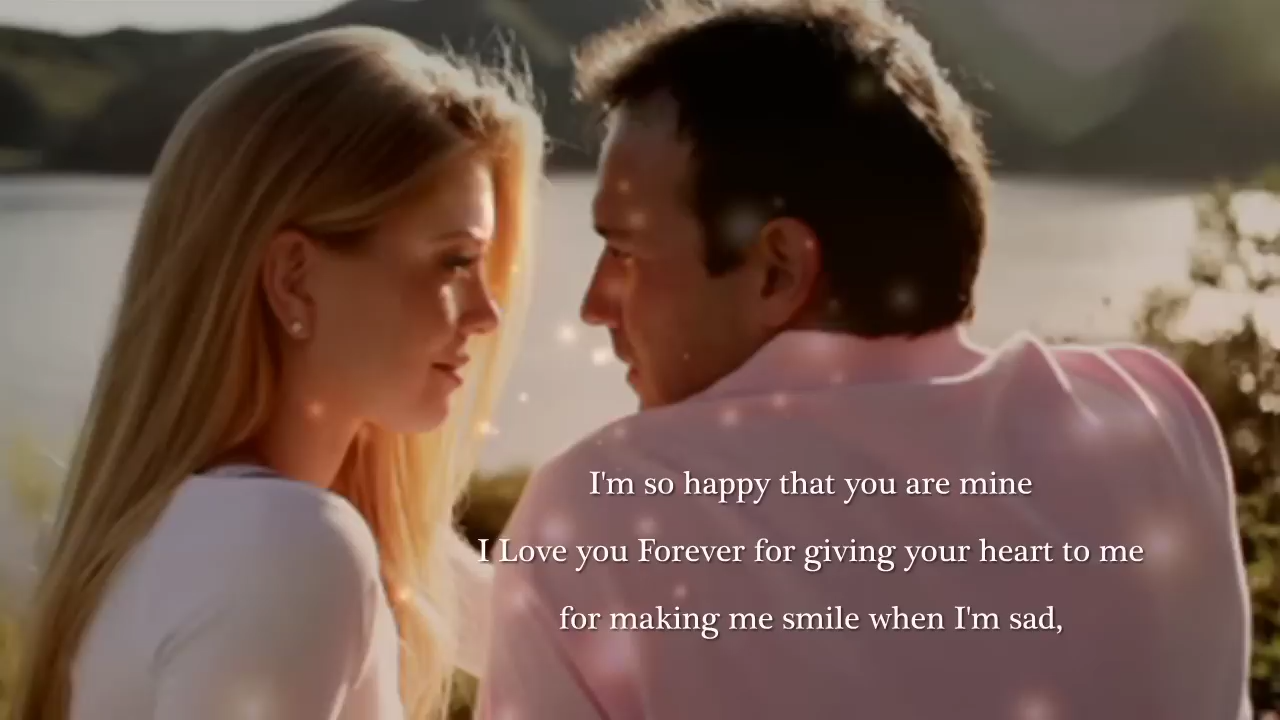 I'm so happy that you are mine
I Love you Forever for giving your heart to me
for making me smile when I'm sad,